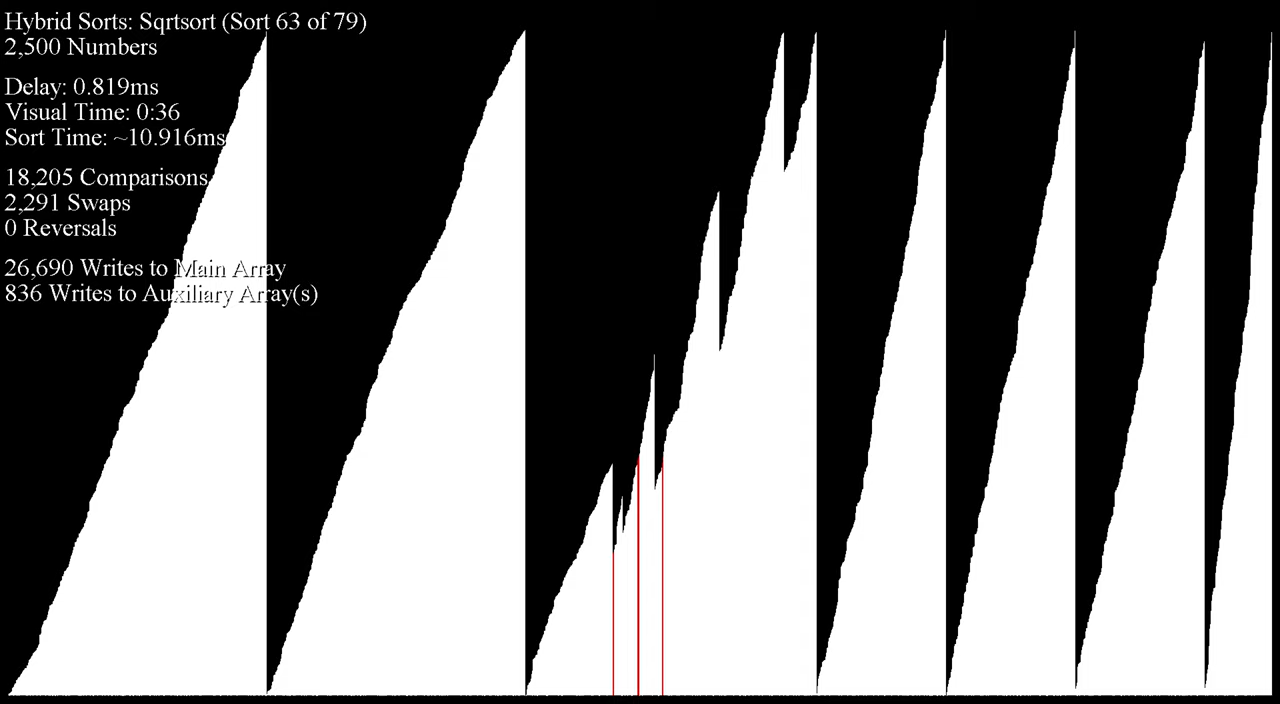 Hybrid Sorts: Sqrtsort (Sort 63 of 79)
2,500 Numbers
Delay: 0.819ms
Visual Time: 0:36
Sort Time: ~10.916ms
18,205 Comparisons
2,291 Swaps
0 Reversals
26,690 Writes to Main Array
836 Writes to Auxiliary Array(s)